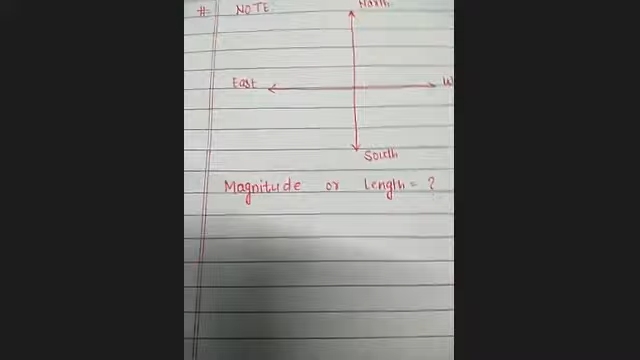 # NOTE
North
East
South
Magnitude or Length = ?